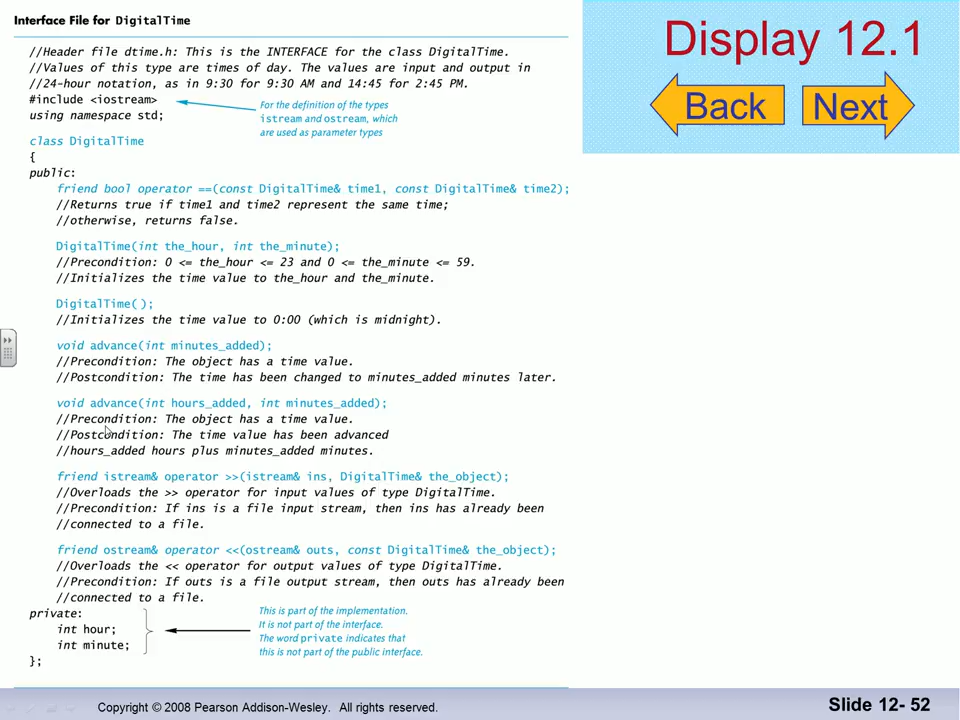 Interface File for DigitalTime
Display 12.1
Back
Next
//Header file dtime.h: This is the INTERFACE for the class DigitalTime.
//Values of this type are times of day. The values are input and output in
//24-hour notation, as in 9:30 for 9:30 AM and 14:45 for 2:45 PM.
#include <iostream>
using namespace std;
For the definition of the types
istream and ostream, which
are used as parameter types
class DigitalTime
{
public:
friend bool operator ==(const DigitalTime& time1, const DigitalTime& time2);
//Returns true if time1 and time2 represent the same time;
//otherwise, returns false.
DigitalTime(int the_hour, int the_minute);
//Precondition: 0 <= the_hour <= 23 and 0 <= the_minute <= 59.
//Initializes the time value to the_hour and the_minute.
DigitalTime( );
//Initializes the time value to 0:00 (which is midnight).
void advance(int minutes_added);
//Precondition: The object has a time value.
//Postcondition: The time has been changed to minutes_added minutes later.
void advance(int hours_added, int minutes_added);
//Precondition: The object has a time value.
//Postcondition: The time value has been advanced
//hours_added hours plus minutes_added minutes.
friend istream& operator >>(istream& ins, DigitalTime& the_object);
//Overloads the >> operator for input values of type DigitalTime.
//Precondition: If ins is a file input stream, then ins has already been
//connected to a file.
friend ostream& operator <<(ostream& outs, const DigitalTime& the_object);
//Overloads the << operator for output values of type DigitalTime.
//Precondition: If outs is a file output stream, then outs has already been
//connected to a file.
private:
int hour;
int minute;
};
This is part of the implementation.
It is not part of the interface.
The word private indicates that
this is not part of the public interface.
Copyright © 2008 Pearson Addison-Wesley. All rights reserved.
Slide 12- 52